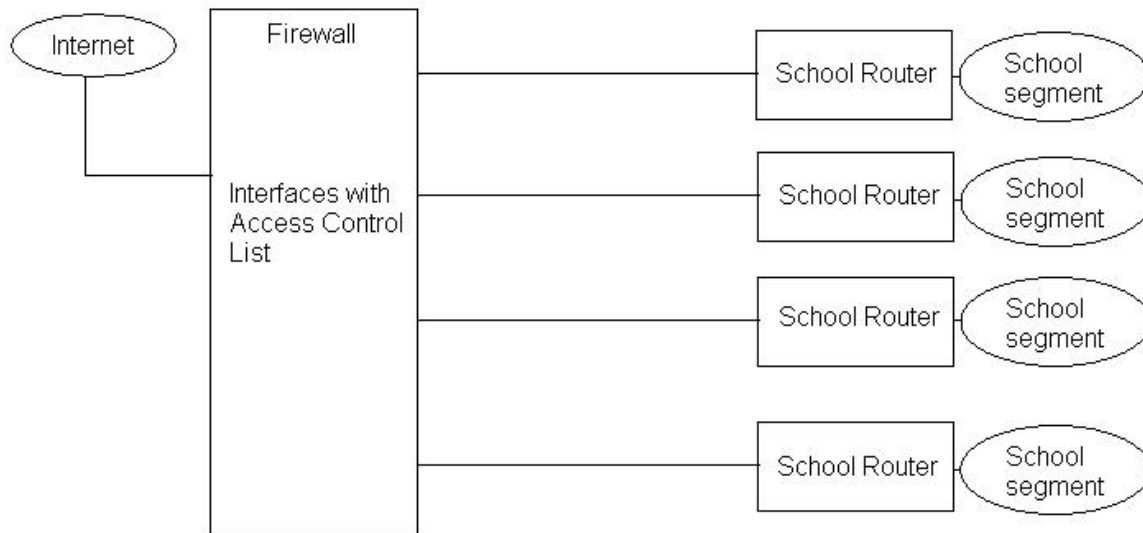 Internet
Firewall
Interfaces with
Access Control
List
School Router
School
segment
School Router
School
segment
School Router
School
segment
School Router
School
segment